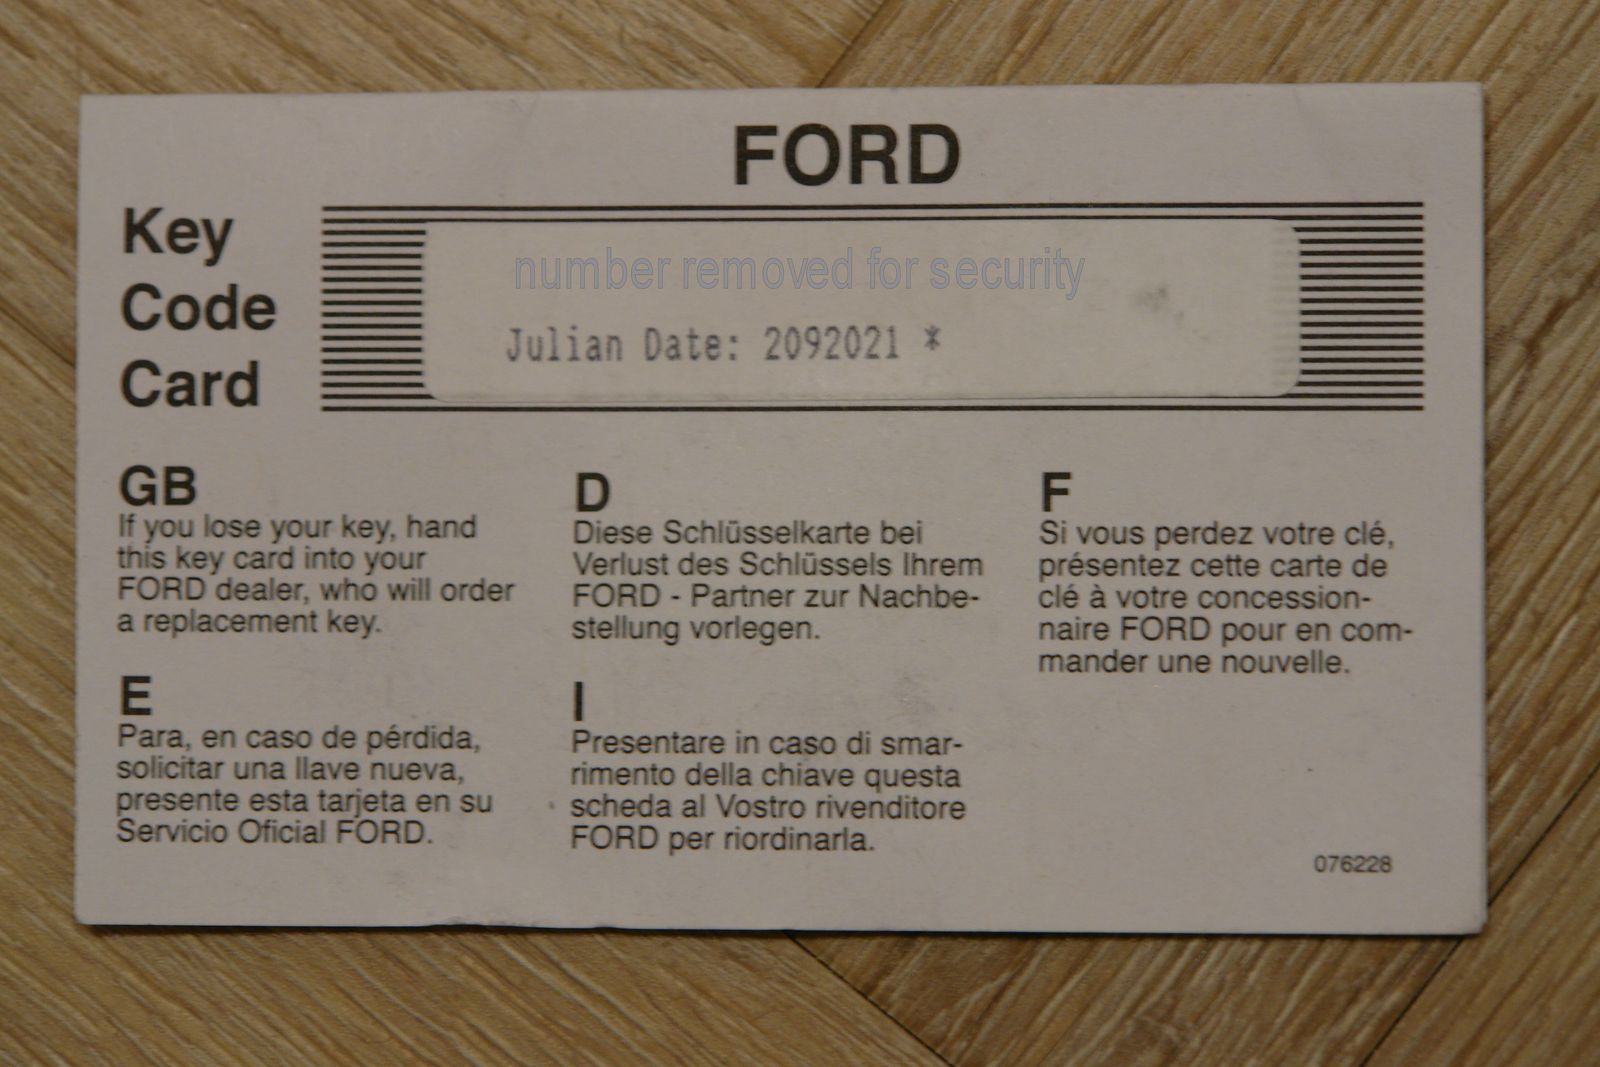 FORD
Key
Code
Card
number removed for security
Julian Date: 2092021 *
GB
If you lose your key, hand
this key card into your
FORD dealer, who will order
a replacement key.
D
Diese Schlüsselkarte bei
Verlust des Schlüssels Ihrem
FORD - Partner zur Nachbe-
stellung vorlegen.
F
Si vous perdez votre clé,
présentez cette carte de
clé à votre concession-
naire FORD pour en com-
mander une nouvelle.
E
Para, en caso de pérdida,
solicitar una llave nueva,
presente esta tarjeta en su
Servicio Oficial FORD.
I
Presentare in caso di smar-
rimento della chiave questa
scheda al Vostro rivenditore
FORD per riordinarla.
076228